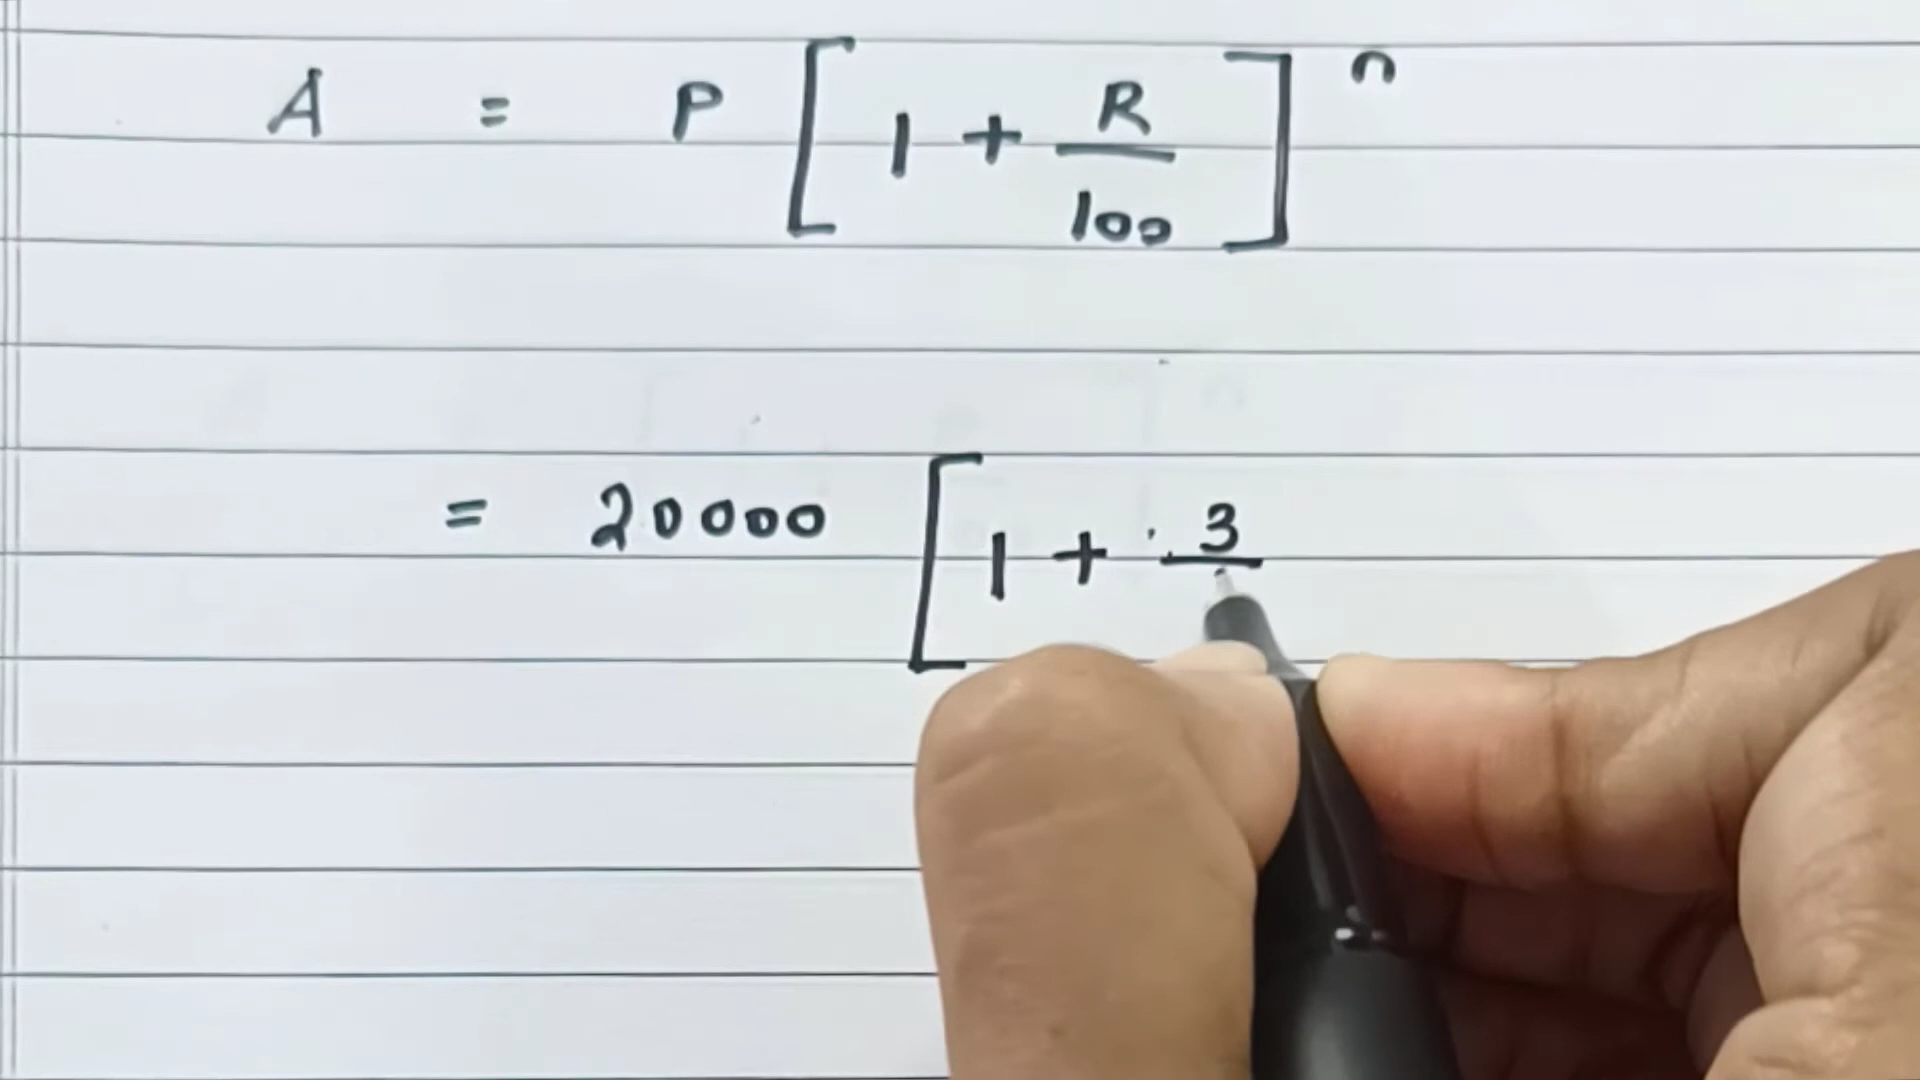 A = P [ 1 + R/100 ]^n
= 20000 [ 1 + 3/